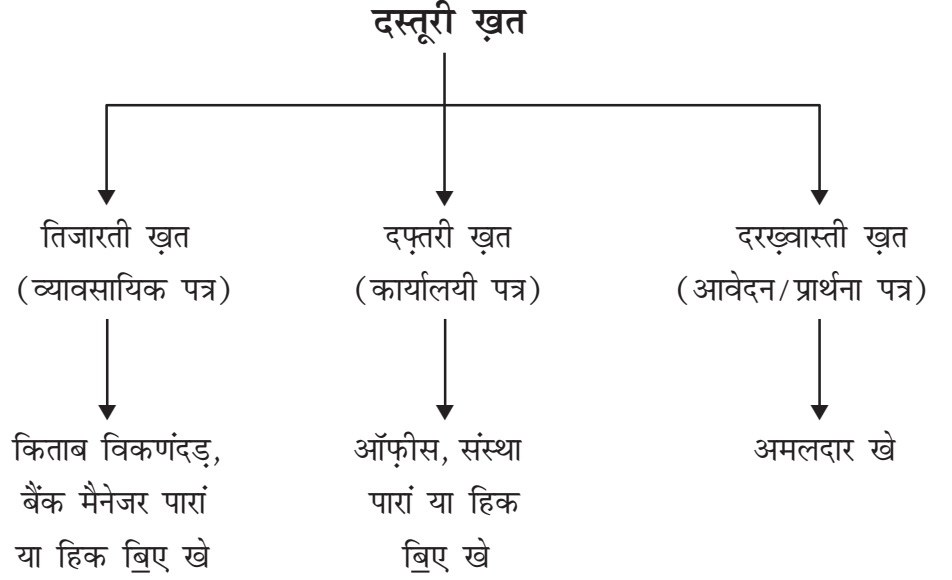 दस्तूरी ख़त
तिजारती ख़त
(व्यावसायिक पत्र)
दफ़्तरी ख़त
(कार्यालयी पत्र)
दरख़्वास्ती ख़त
(आवेदन/प्रार्थना पत्र)
किताब विकणंदड़,
बैंक मैनेजर पारां
या हिक ॿिए खे
ऑफ़ीस, संस्था
पारां या हिक
ॿिए खे
अमलदार खे